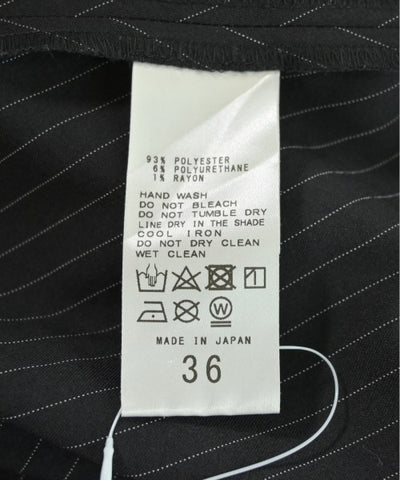 93% POLYESTER
6% POLYURETHANE
1% RAYON
HAND WASH
DO NOT BLEACH
DO NOT TUMBLE DRY
LINE DRY IN THE SHADE
COOL IRON
DO NOT DRY CLEAN
WET CLEAN
W
MADE IN JAPAN
36